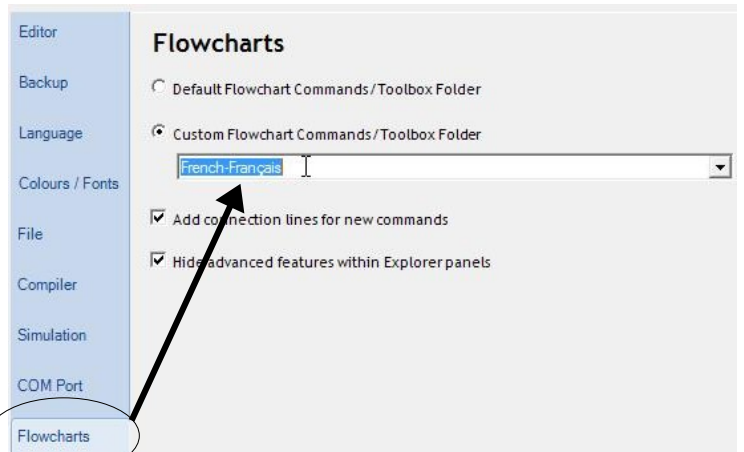 Editor
Backup
Language
Colours / Fonts
File
Compiler
Simulation
COM Port
Flowcharts
Flowcharts
Default Flowchart Commands/Toolbox Folder
Custom Flowchart Commands/Toolbox Folder
French-Français
Add connection lines for new commands
Hide advanced features within Explorer panels